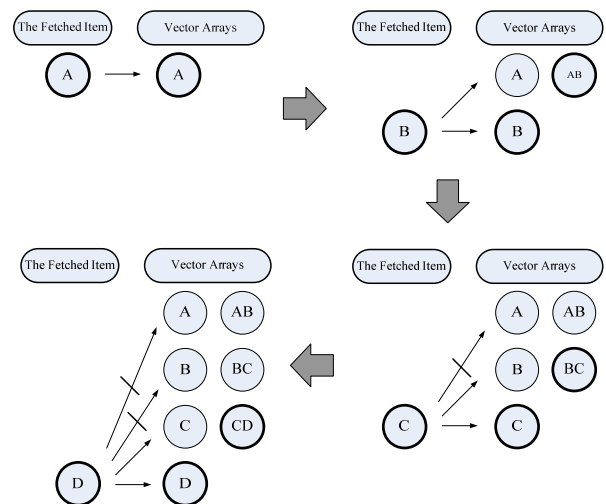 The Fetched Item
Vector Arrays
A
A
The Fetched Item
Vector Arrays
A
AB
B
B
The Fetched Item
Vector Arrays
A
AB
B
BC
C
CD
D
D
The Fetched Item
Vector Arrays
A
AB
B
BC
C
C